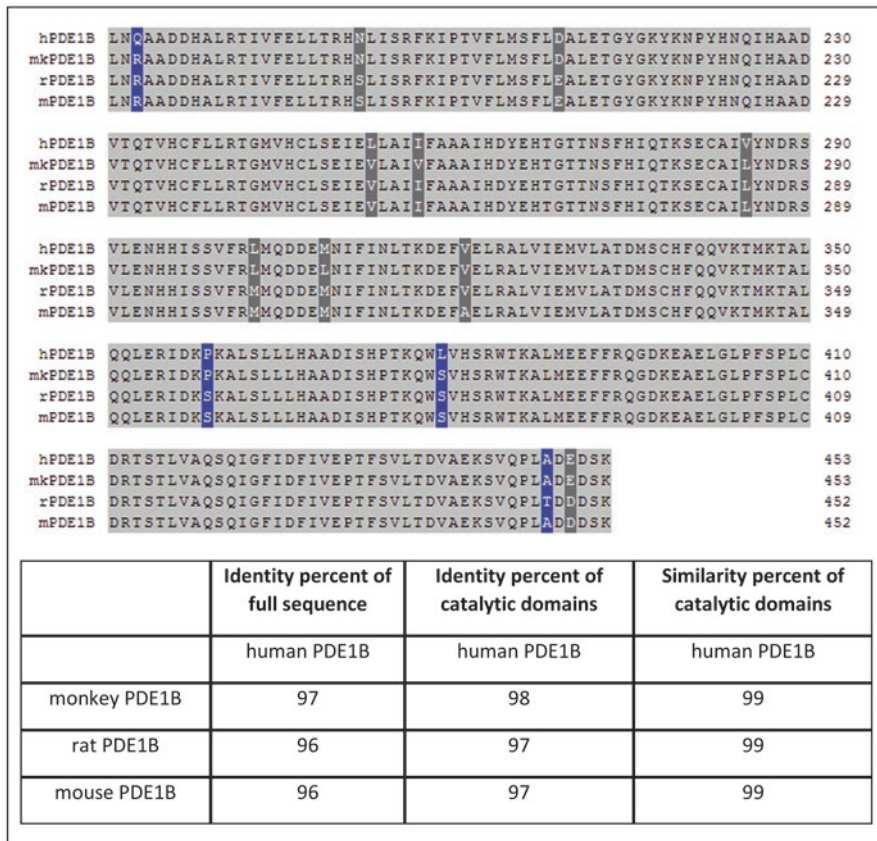 hPDE1B LNQAADDHALRTIVFELLTRHNLISRFKIPTVFLMSFLDALETGYGKYKNPYHNQIHAAD 230
mkPDE1B LNRAADDHALRTIVFELLTRHNLISRFKIPTVFLMSFLDALETGYGKYKNPYHNQIHAAD 230
rPDE1B LNRAADDHALRTIVFELLTRHSLISRFKIPTVFLMSFLEALETGYGKYKNPYHNQIHAAD 229
mPDE1B LNRAADDHALRTIVFELLTRHSLISRFKIPTVFLMSFLEALETGYGKYKNPYHNQIHAAD 229
hPDE1B VTQTVHCFLLRTGMVHCLSEIELLAIIFAAAIHDYEHTGTTNSFHIQTKSECAIVYNDRS 290
mkPDE1B VTQTVHCFLLRTGMVHCLSEIEVLAIVFAAAIHDYEHTGTTNSFHIQTKSECAILYNDRS 290
rPDE1B VTQTVHCFLLRTGMVHCLSEIEVLAIIFAAAIHDYEHTGTTNSFHIQTKSECAILYNDRS 289
mPDE1B VTQTVHCFLLRTGMVHCLSEIEVLAIIFAAAIHDYEHTGTTNSFHIQTKSECAILYNDRS 289
hPDE1B VLENHHISSVFRLMQDDEMNIFINLTKDEFVELRALVIEMVLATDMSCHFQQVKTMKTAL 350
mkPDE1B VLENHHISSVFRLMQDDELNIFINLTKDEFVELRALVIEMVLATDMSCHFQQVKTMKTAL 350
rPDE1B VLENHHISSVFRMMQDDEMNIFINLTKDEFVELRALVIEMVLATDMSCHFQQVKTMKTAL 349
mPDE1B VLENHHISSVFRMMQDDEMNIFINLTKDEFAELRALVIEMVLATDMSCHFQQVKTMKTAL 349
hPDE1B QQLERIDKPKALSLLLHAADISHPTKQWLVHSRWTKALMEEFFRQGDKEAELGLPFSPLC 410
mkPDE1B QQLERIDKPKALSLLLHAADISHPTKQWSVHSRWTKALMEEFFRQGDKEAELGLPFSPLC 410
rPDE1B QQLERIDKSKALSLLLHAADISHPTKQWSVHSRWTKALMEEFFRQGDKEAELGLPFSPLC 409
mPDE1B QQLERIDKSKALSLLLHAADISHPTKQWSVHSRWTKALMEEFFRQGDKEAELGLPFSPLC 409
hPDE1B DRTSTLVAQSQIGFIDFIVEPTFSVLTDVAEKSVQPLADEDSK 453
mkPDE1B DRTSTLVAQSQIGFIDFIVEPTFSVLTDVAEKSVQPLADEDSK 453
rPDE1B DRTSTLVAQSQIGFIDFIVEPTFSVLTDVAEKSVQPLTDDDSK 452
mPDE1B DRTSTLVAQSQIGFIDFIVEPTFSVLTDVAEKSVQPLADDDSK 452
Identity percent of full sequence Identity percent of catalytic domains Similarity percent of catalytic domains
human PDE1B human PDE1B human PDE1B
monkey PDE1B 97 98 99
rat PDE1B 96 97 99
mouse PDE1B 96 97 99